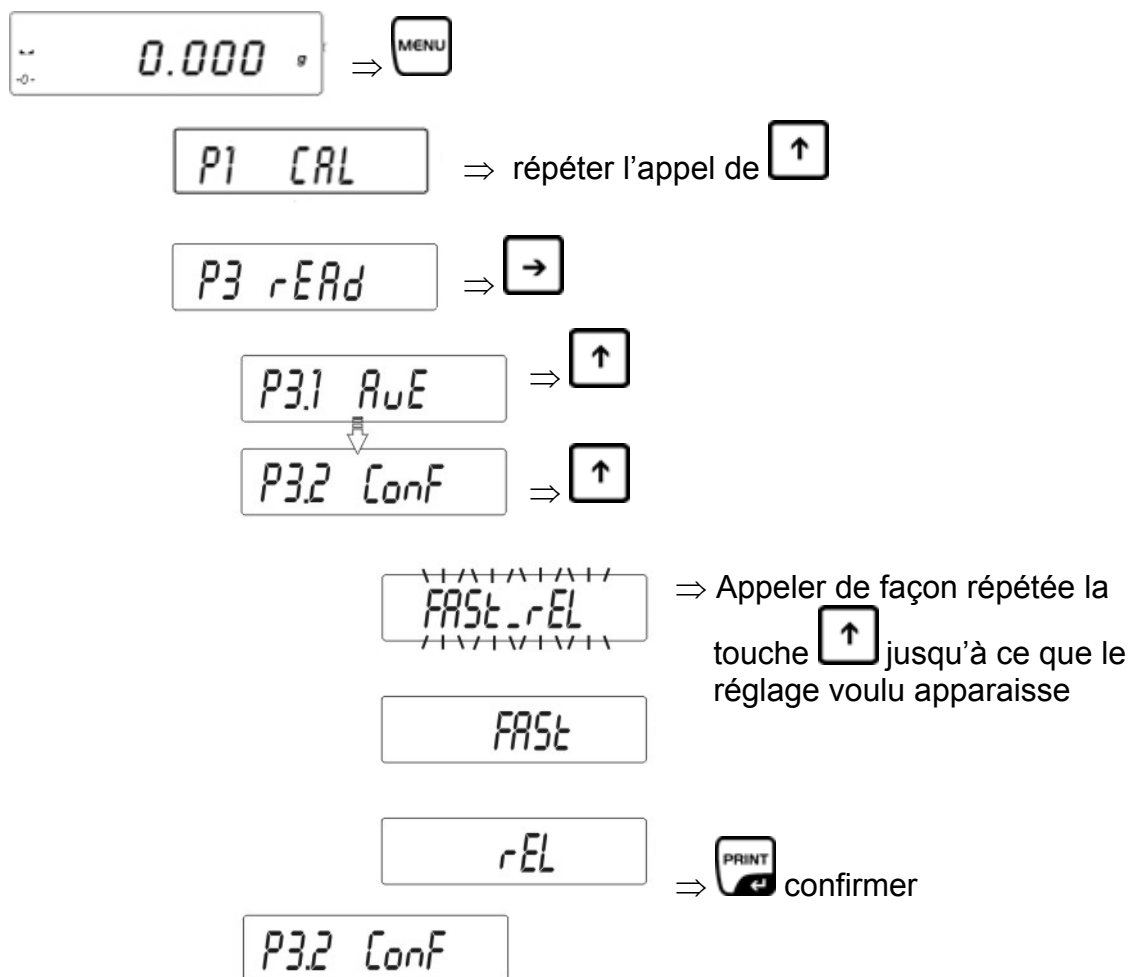 0.000 g ⇒ MENU
-0-
P1 CAL ⇒ répéter l'appel de ↑
P3 rEAd ⇒ →
P3.1 AvE ⇒ ↑
P3.2 ConF ⇒ ↑
FASt_rEL ⇒ Appeler de façon répétée la
touche ↑ jusqu'à ce que le
réglage voulu apparaisse
FASt
rEL
⇒ PRINT confirmer
P3.2 ConF